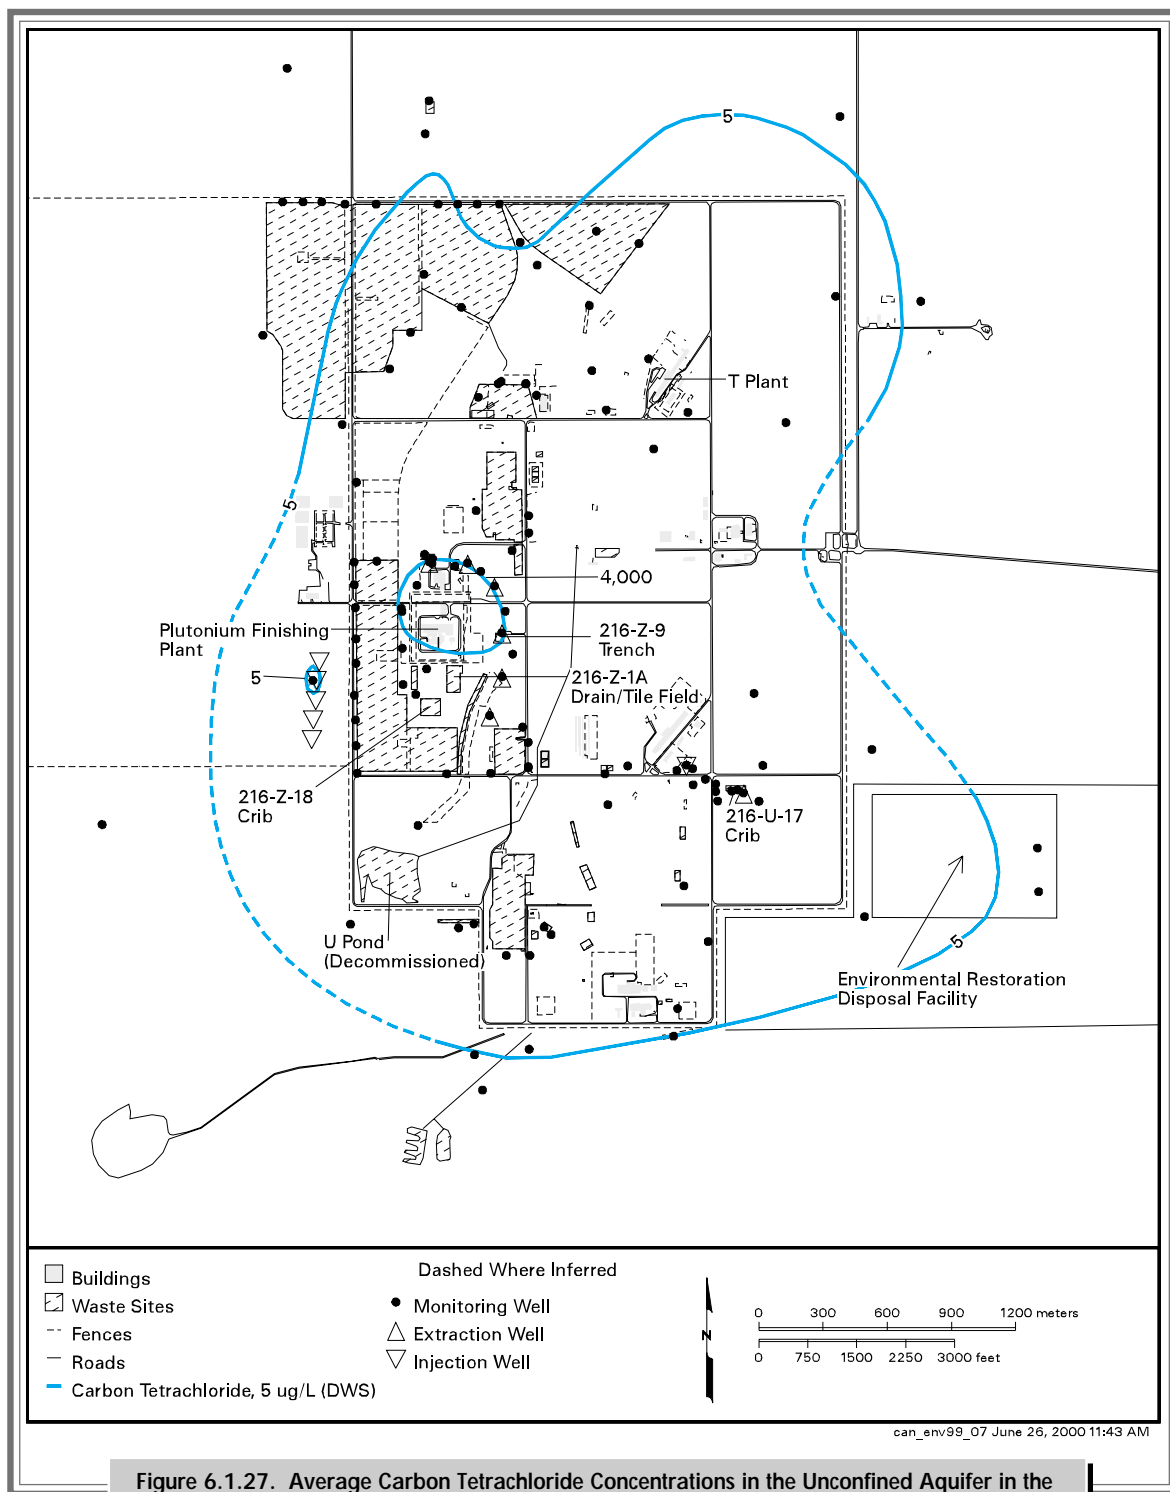 5
T Plant
5
4,000
Plutonium Finishing
Plant
216-Z-9
Trench
5
216-Z-1A
Drain/Tile Field
216-Z-18
Crib
216-U-17
Crib
U Pond
(Decommissioned)
5
Environmental Restoration
Disposal Facility
Buildings
Waste Sites
Fences
Roads
Carbon Tetrachloride, 5 ug/L (DWS)
Dashed Where Inferred
Monitoring Well
Extraction Well
Injection Well
N
0 300 600 900 1200 meters
0 750 1500 2250 3000 feet
can_env99_07 June 26, 2000 11:43 AM
Figure 6.1.27. Average Carbon Tetrachloride Concentrations in the Unconfined Aquifer in the